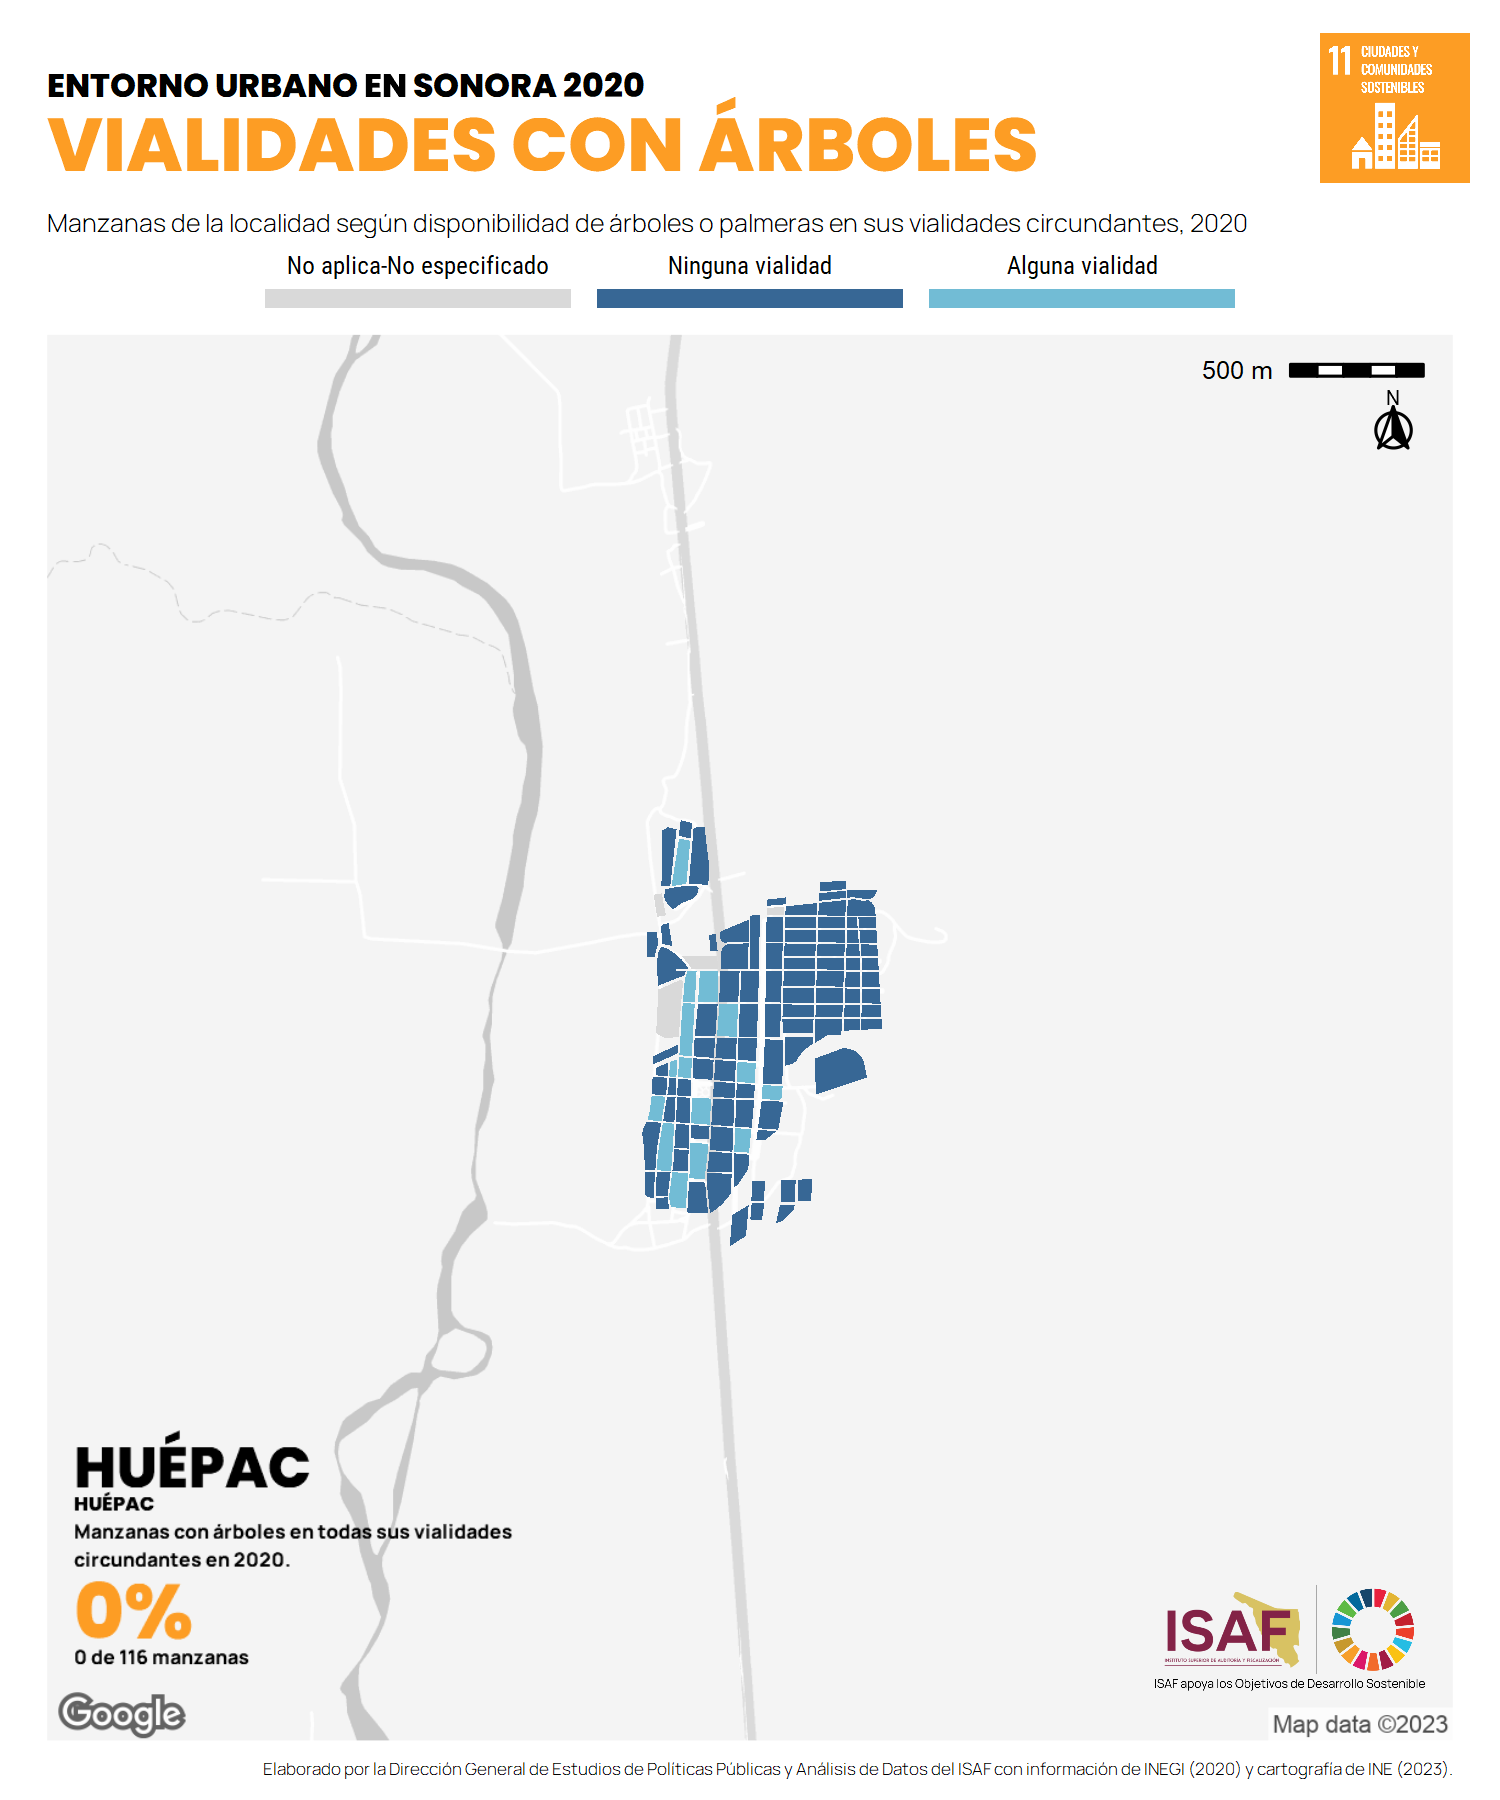 ENTORNO URBANO EN SONORA 2020
VIALIDADES CON ÁRBOLES
11 CIUDADES Y
COMUNIDADES
SOSTENIBLES
Manzanas de la localidad según disponibilidad de árboles o palmeras en sus vialidades circundantes, 2020
No aplica-No especificado
Ninguna vialidad
Alguna vialidad
500 m
N
HUÉPAC
HUÉPAC
Manzanas con árboles en todas sus vialidades
circundantes en 2020.
0%
0 de 116 manzanas
Google
ISAF
INSTITUTO SUPERIOR DE AUDITORÍA Y FISCALIZACIÓN
ISAF apoya los Objetivos de Desarrollo Sostenible
Map data ©2023
Elaborado por la Dirección General de Estudios de Políticas Públicas y Análisis de Datos del ISAF con información de INEGI (2020) y cartografía de INE (2023).